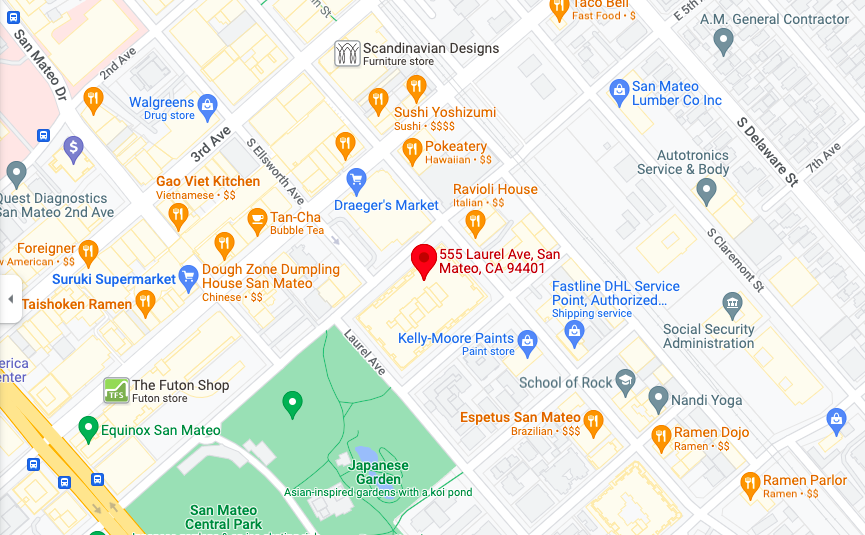 Taco Bell
Fast Food • $
E 5th
A.M. General Contractor
San Mateo Dr
2nd Ave
Scandinavian Designs
Furniture store
Walgreens
Drug store
Sushi Yoshizumi
Sushi • $$$$
San Mateo
Lumber Co Inc
3rd Ave
S Ellsworth Ave
Pokeatery
Hawaiian • $$
S Delaware St
7th Ave
Autotronics
Service & Body
Quest Diagnostics
San Mateo 2nd Ave
Gao Viet Kitchen
Vietnamese • $$
Draeger's Market
Ravioli House
Italian • $$
Tan-Cha
Bubble Tea
S Claremont St
Foreigner
American • $$
555 Laurel Ave, San
Mateo, CA 94401
Suruki Supermarket
Dough Zone Dumpling
House San Mateo
Chinese • $$
Fastline DHL Service
Point, Authorized...
Shipping service
Taishoken Ramen
Social Security
Administration
Laurel Ave
Kelly-Moore Paints
Paint store
erica
enter
The Futon Shop
Futon store
TFS
School of Rock
Nandi Yoga
Equinox San Mateo
Espetus San Mateo
Brazilian • $$$
Ramen Dojo
Ramen • $$
Japanese
Garden
Asian-inspired gardens with a koi pond
Ramen Parlor
Ramen • $$
San Mateo
Central Park